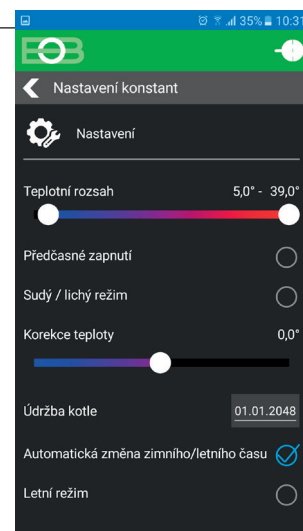 35% 10:31
EOB
Nastavení konstant
Nastavení
Teplotní rozsah 5,0° - 39,0°
Předčasné zapnutí
Sudý / lichý režim
Korekce teploty 0,0°
Údržba kotle 01.01.2048
Automatická změna zimního/letního času
Letní režim